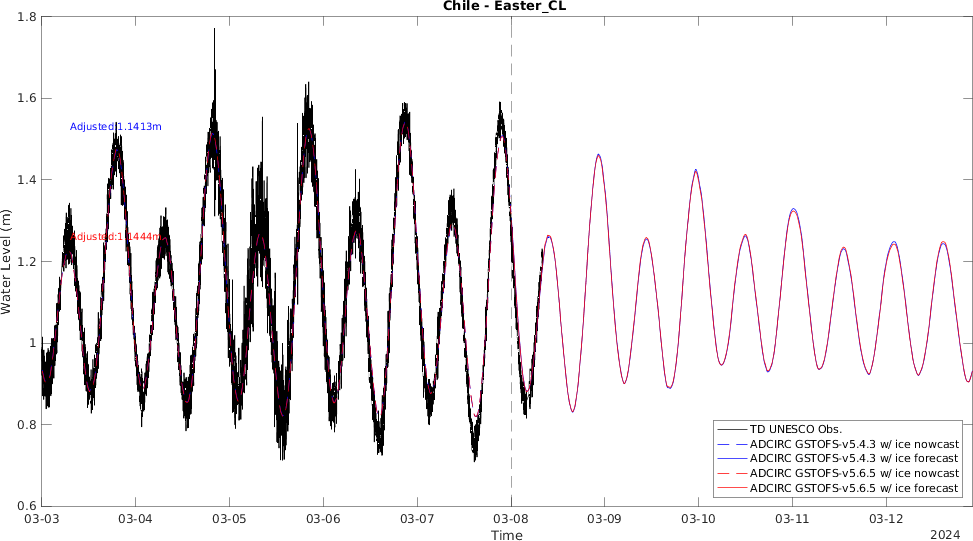 Chile - Easter_CL
1.8
1.6
1.4
1.2
1
0.8
0.6
Water Level (m)
Adjusted:1.1413m
Adjusted:1.1444m
TD UNESCO Obs.
ADCIRC GSTOFS-v5.4.3 w/ ice nowcast
ADCIRC GSTOFS-v5.4.3 w/ ice forecast
ADCIRC GSTOFS-v5.6.5 w/ ice nowcast
ADCIRC GSTOFS-v5.6.5 w/ ice forecast
03-03 03-04 03-05 03-06 03-07 03-08 03-09 03-10 03-11 03-12
Time
2024